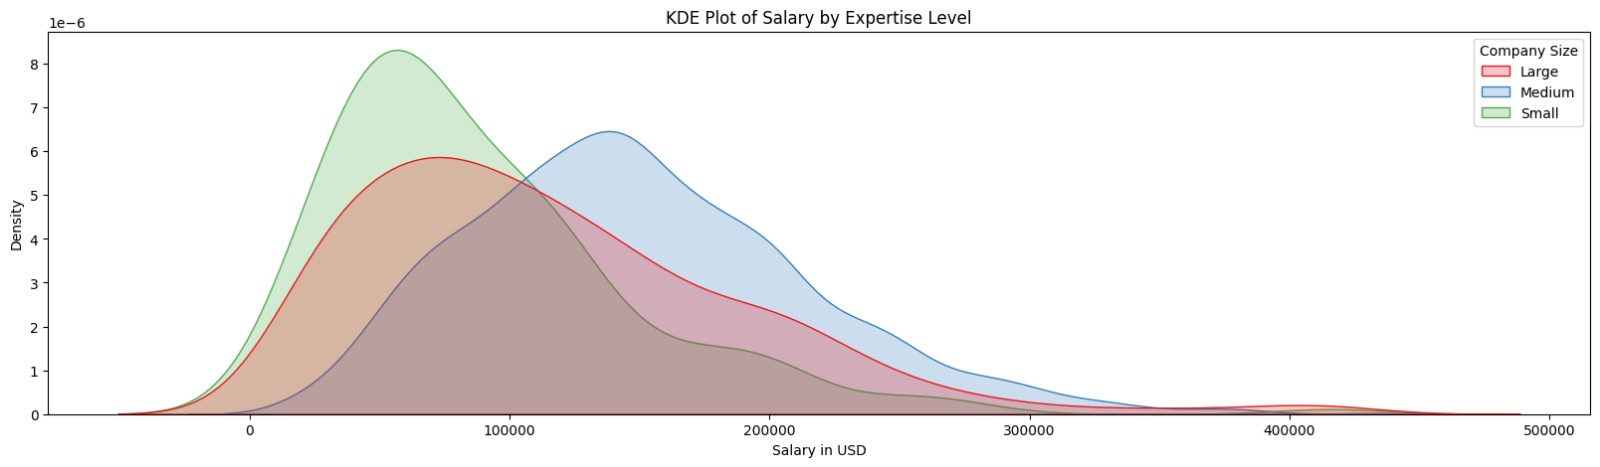 KDE Plot of Salary by Expertise Level
1e−6
Company Size
Large
Medium
Small
8
7
6
5
4
3
2
1
0
Density
0 100000 200000 300000 400000 500000
Salary in USD